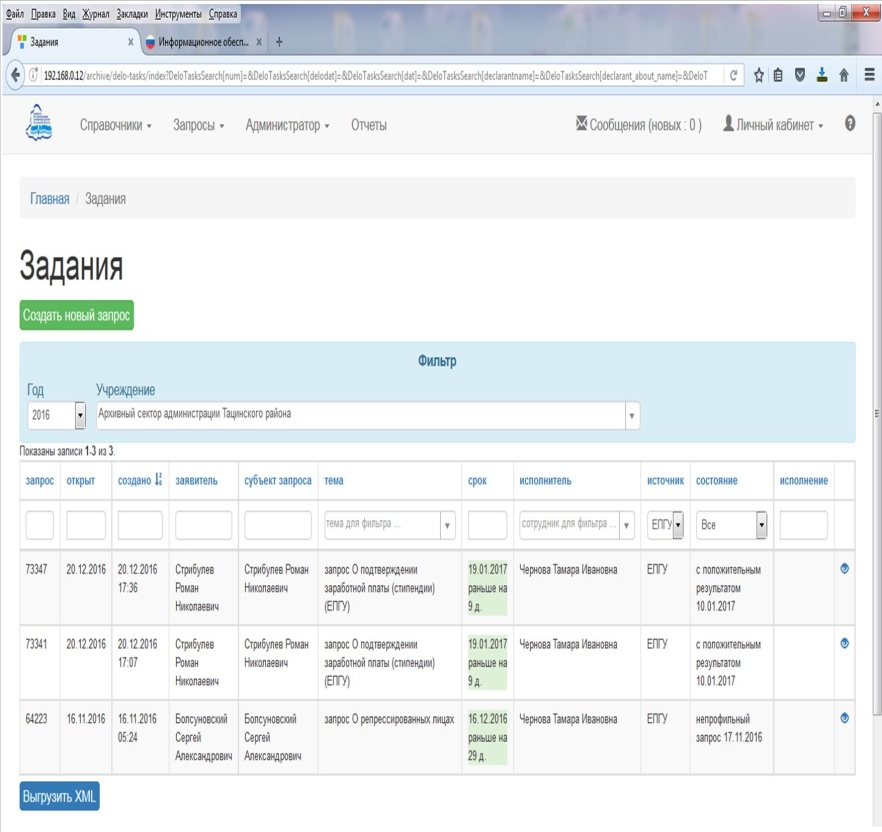 Файл Правка Вид Журнал Закладки Инструменты Справка
Задания x Информационное обесп... x +
192.168.0.12/archive/delo-tasks/index?DeloTasksSearch[num]=&DeloTasksSearch[delodat]=&DeloTasksSearch[dat]=&DeloTasksSearch[declarantname]=&DeloTasksSearch[declarant_about_name]=&DeloT
Справочники Запросы Администратор Отчеты Сообщения (новых : 0 ) Личный кабинет
Главная / Задания
Задания
Создать новый запрос
Фильтр
Год Учреждение
2016 Архивный сектор администрации Тацинского района
Показаны записи 1-3 из 3.
запрос открыт создано заявитель субъект запроса тема срок исполнитель источник состояние исполнение
тема для фильтра ... сотрудник для фильтра ... ЕПГУ Все
73347 20.12.2016 20.12.2016 Стрибулев Стрибулев Роман запрос О подтверждении 19.01.2017 Чернова Тамара Ивановна ЕПГУ с положительным
17:36 Роман Николаевич заработной платы (стипендии) раньше на результатом
Николаевич (ЕПГУ) 9 д. 10.01.2017
73341 20.12.2016 20.12.2016 Стрибулев Стрибулев Роман запрос О подтверждении 19.01.2017 Чернова Тамара Ивановна ЕПГУ с положительным
17:07 Роман Николаевич заработной платы (стипендии) раньше на результатом
Николаевич (ЕПГУ) 9 д. 10.01.2017
64223 16.11.2016 16.11.2016 Болсуновский Болсуновский запрос О репрессированных лицах 16.12.2016 Чернова Тамара Ивановна ЕПГУ непрофильный
05:24 Сергей Сергей раньше на запрос 17.11.2016
Александрович Александрович 29 д.
Выгрузить XML